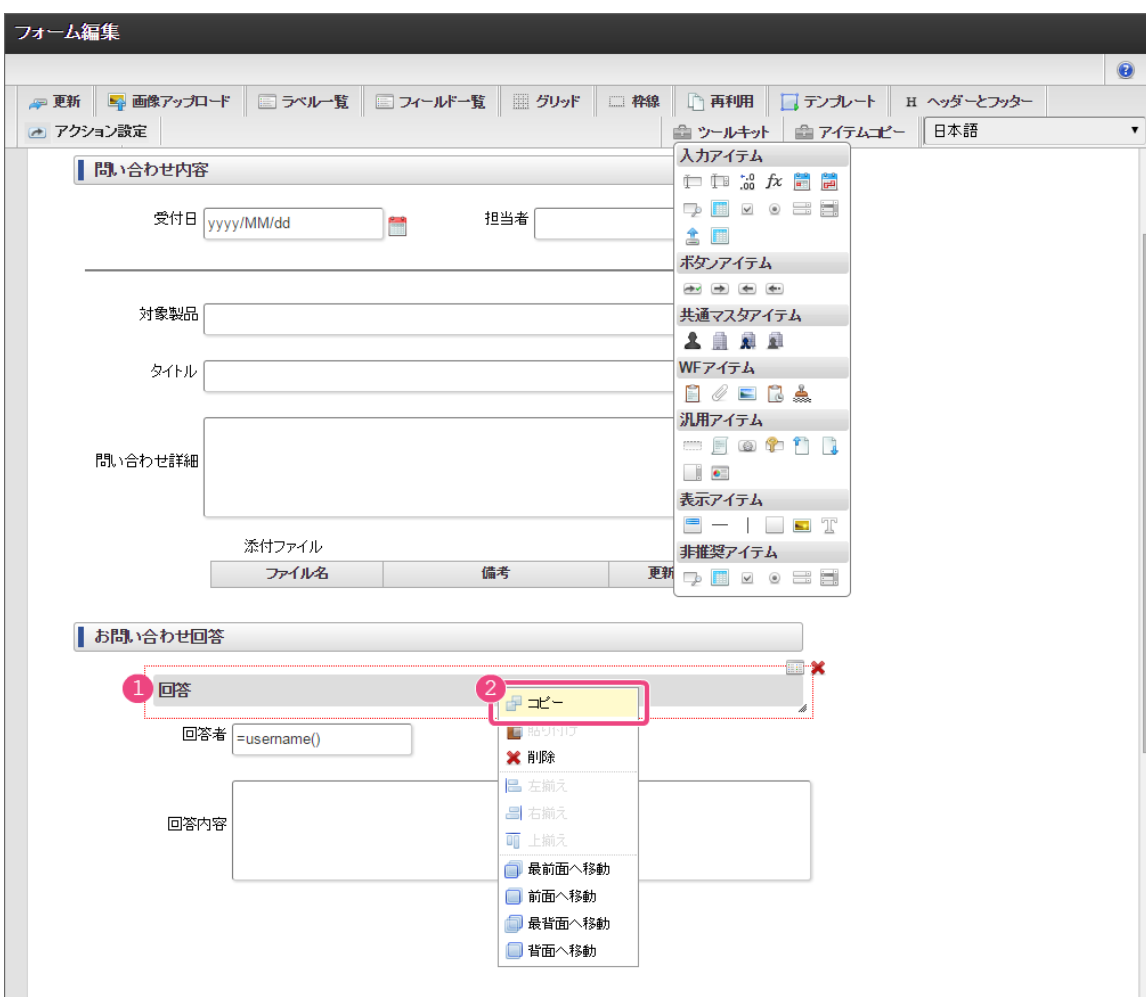 フォーム編集
更新 画像アップロード ラベル一覧 フィールド一覧 グリッド 枠線 再利用 テンプレート H ヘッダーとフッター
アクション設定 ツールキット アイテムコピー 日本語
問い合わせ内容
受付日 yyyy/MM/dd 担当者
対象製品
タイトル
問い合わせ詳細
添付ファイル
ファイル名 備考 更新
入力アイテム
fx
ボタンアイテム
共通マスタアイテム
WFアイテム
汎用アイテム
表示アイテム
非推奨アイテム
お問い合わせ回答
1 回答
回答者 =username()
回答内容
2 コピー
貼り付け
削除
左揃え
右揃え
上揃え
最前面へ移動
前面へ移動
最背面へ移動
背面へ移動